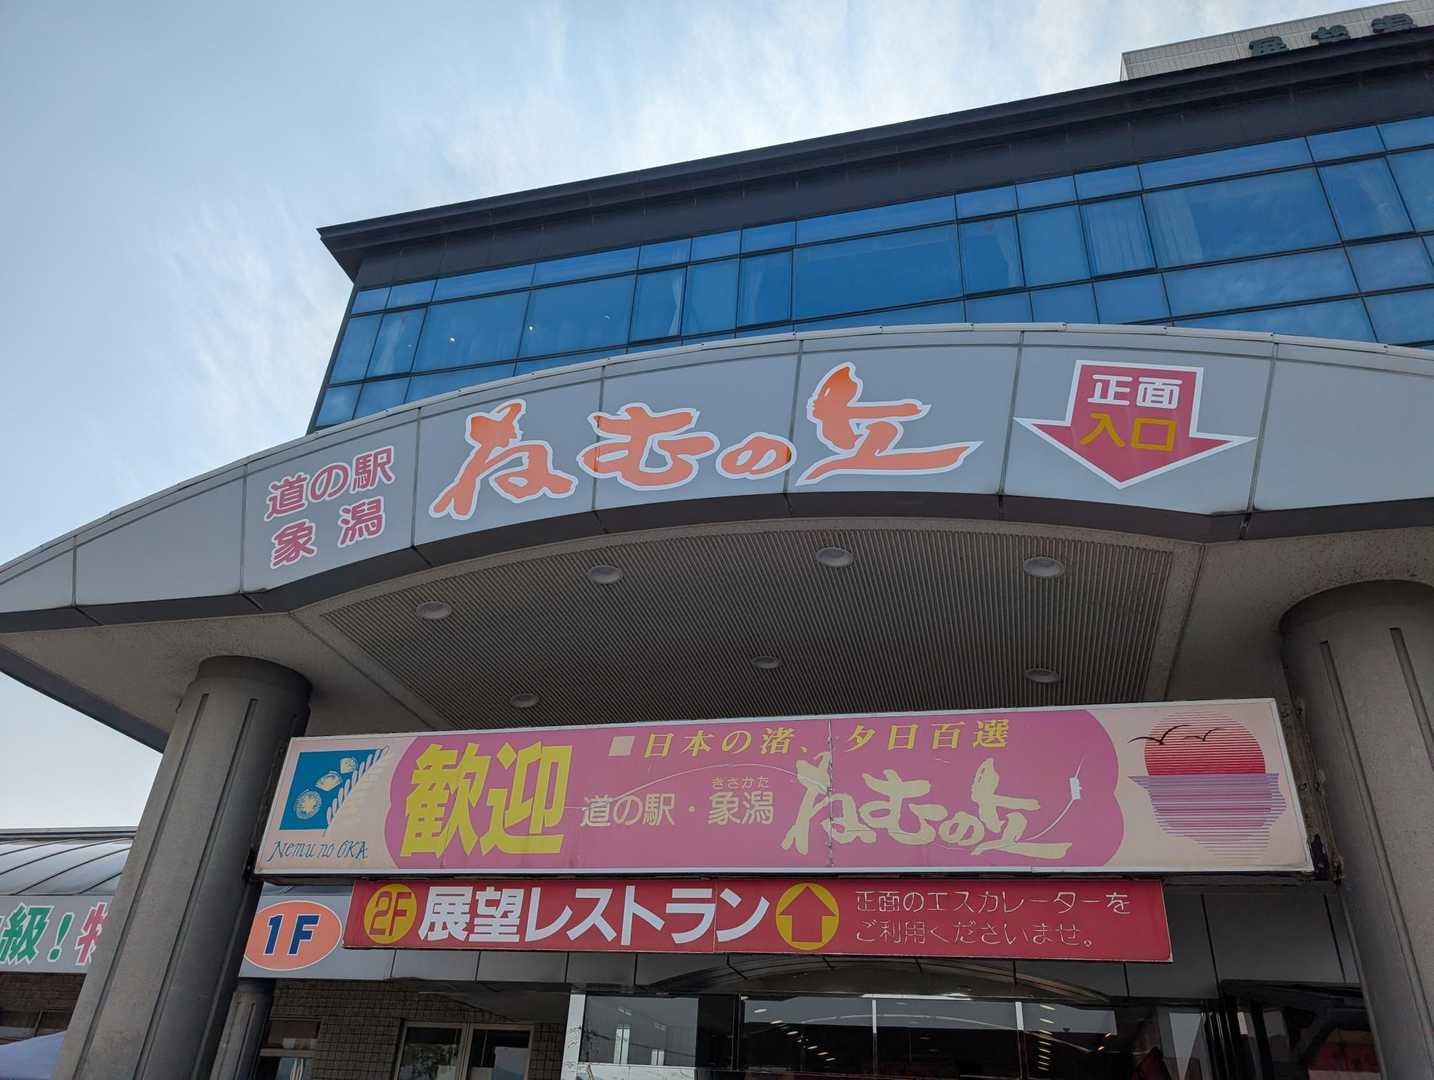 道の駅
象潟
ねむの丘
正面
入口
歓迎
■日本の渚、夕日百選
きさかた
道の駅・象潟
ねむの丘
Nemu no OKA
1F
2F
展望レストラン
正面のエスカレーターを
ご利用くださいませ。
級!